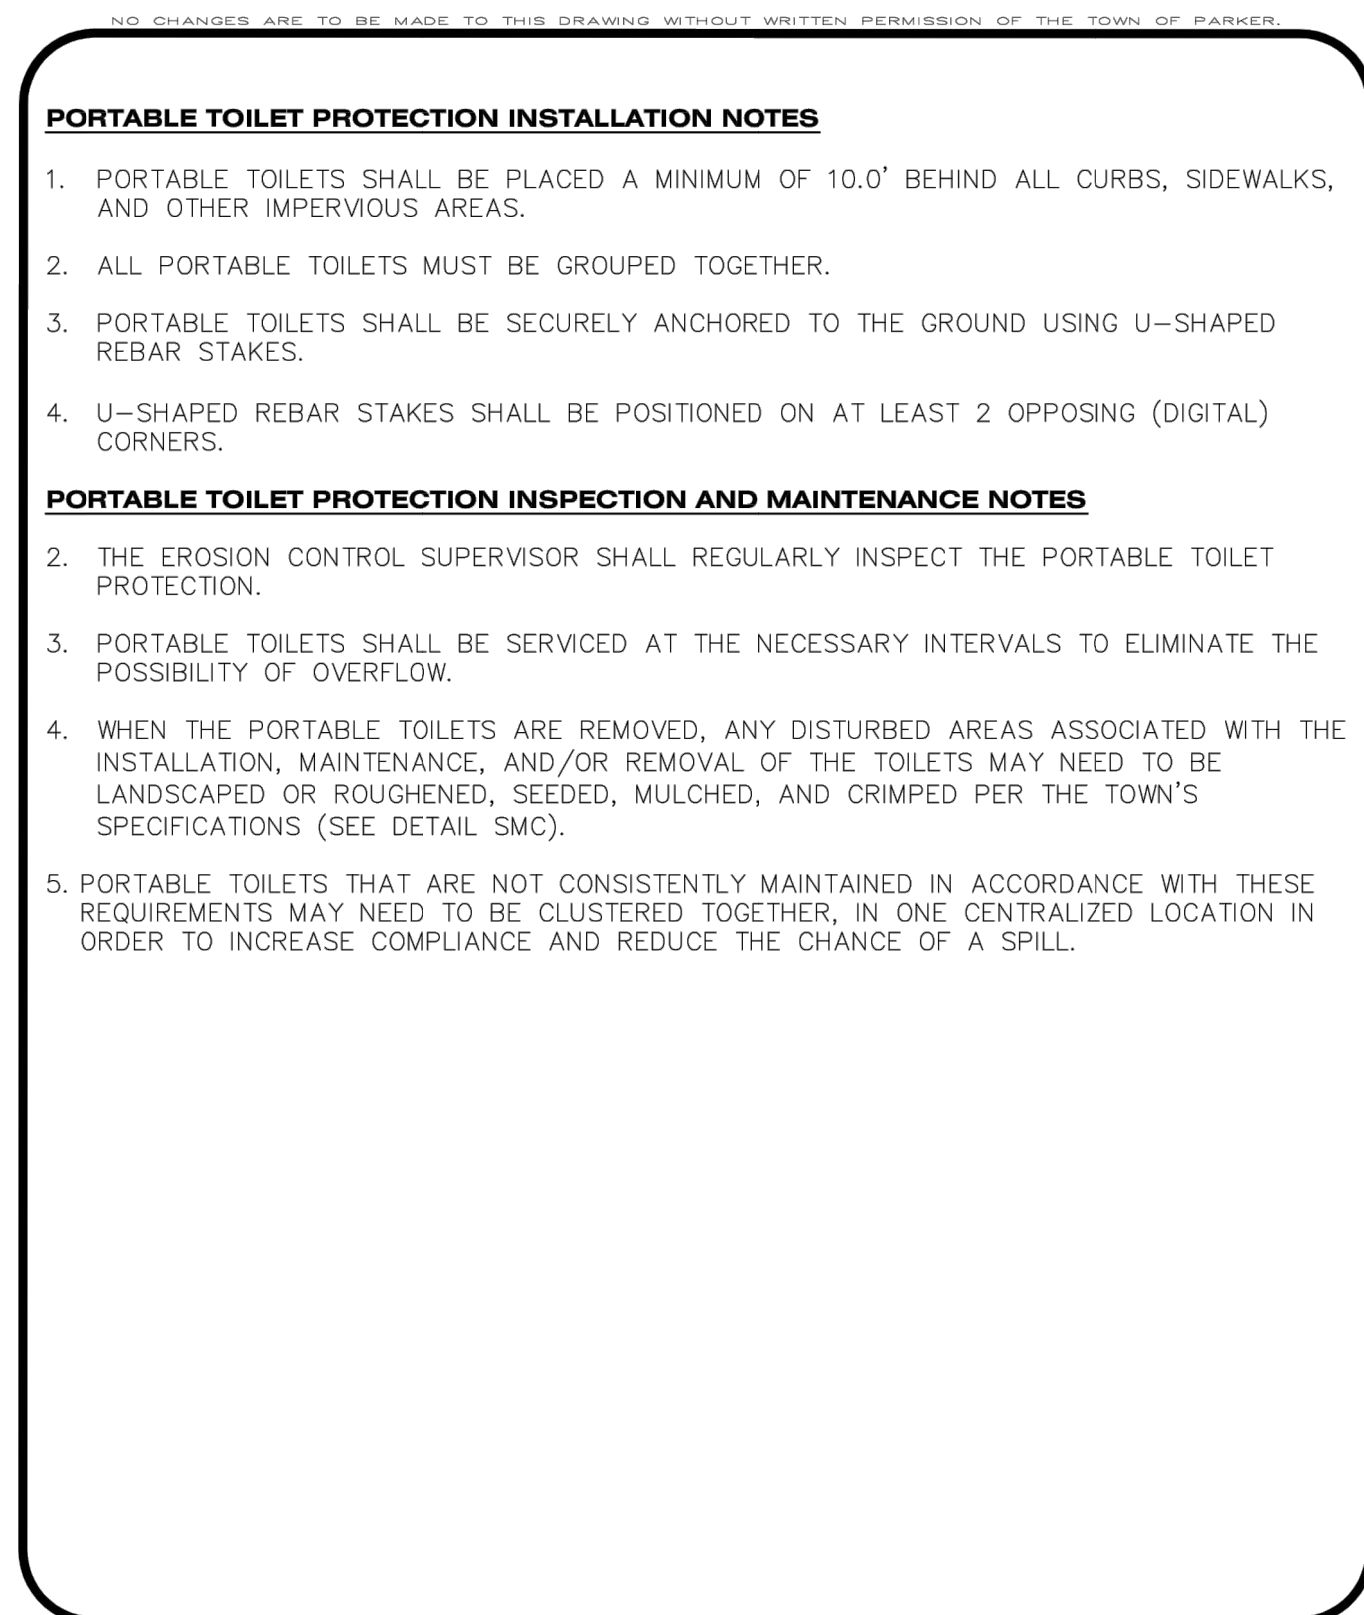 NO CHANGES ARE TO BE MADE TO THIS DRAWING WITHOUT WRITTEN PERMISSION OF THE TOWN OF PARKER.
PORTABLE TOILET PROTECTION INSTALLATION NOTES
1. PORTABLE TOILETS SHALL BE PLACED A MINIMUM OF 10.0' BEHIND ALL CURBS, SIDEWALKS,
AND OTHER IMPERVIOUS AREAS.
2. ALL PORTABLE TOILETS MUST BE GROUPED TOGETHER.
3. PORTABLE TOILETS SHALL BE SECURELY ANCHORED TO THE GROUND USING U–SHAPED
REBAR STAKES.
4. U–SHAPED REBAR STAKES SHALL BE POSITIONED ON AT LEAST 2 OPPOSING (DIGITAL)
CORNERS.
PORTABLE TOILET PROTECTION INSPECTION AND MAINTENANCE NOTES
2. THE EROSION CONTROL SUPERVISOR SHALL REGULARLY INSPECT THE PORTABLE TOILET
PROTECTION.
3. PORTABLE TOILETS SHALL BE SERVICED AT THE NECESSARY INTERVALS TO ELIMINATE THE
POSSIBILITY OF OVERFLOW.
4. WHEN THE PORTABLE TOILETS ARE REMOVED, ANY DISTURBED AREAS ASSOCIATED WITH THE
INSTALLATION, MAINTENANCE, AND/OR REMOVAL OF THE TOILETS MAY NEED TO BE
LANDSCAPED OR ROUGHENED, SEEDED, MULCHED, AND CRIMPED PER THE TOWN'S
SPECIFICATIONS (SEE DETAIL SMC).
5. PORTABLE TOILETS THAT ARE NOT CONSISTENTLY MAINTAINED IN ACCORDANCE WITH THESE
REQUIREMENTS MAY NEED TO BE CLUSTERED TOGETHER, IN ONE CENTRALIZED LOCATION IN
ORDER TO INCREASE COMPLIANCE AND REDUCE THE CHANCE OF A SPILL.